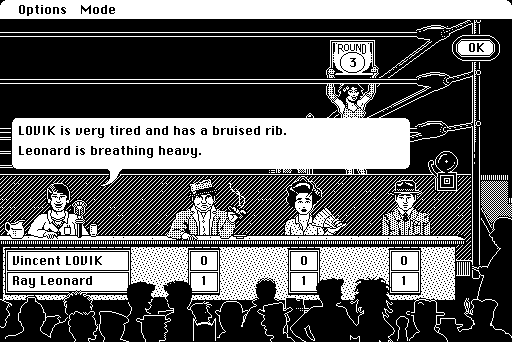 Options Mode
ROUND
3
OK
LOVIK is very tired and has a bruised rib.
Leonard is breathing heavy.
Vincent LOVIK 0 0 0
Ray Leonard 1 1 1